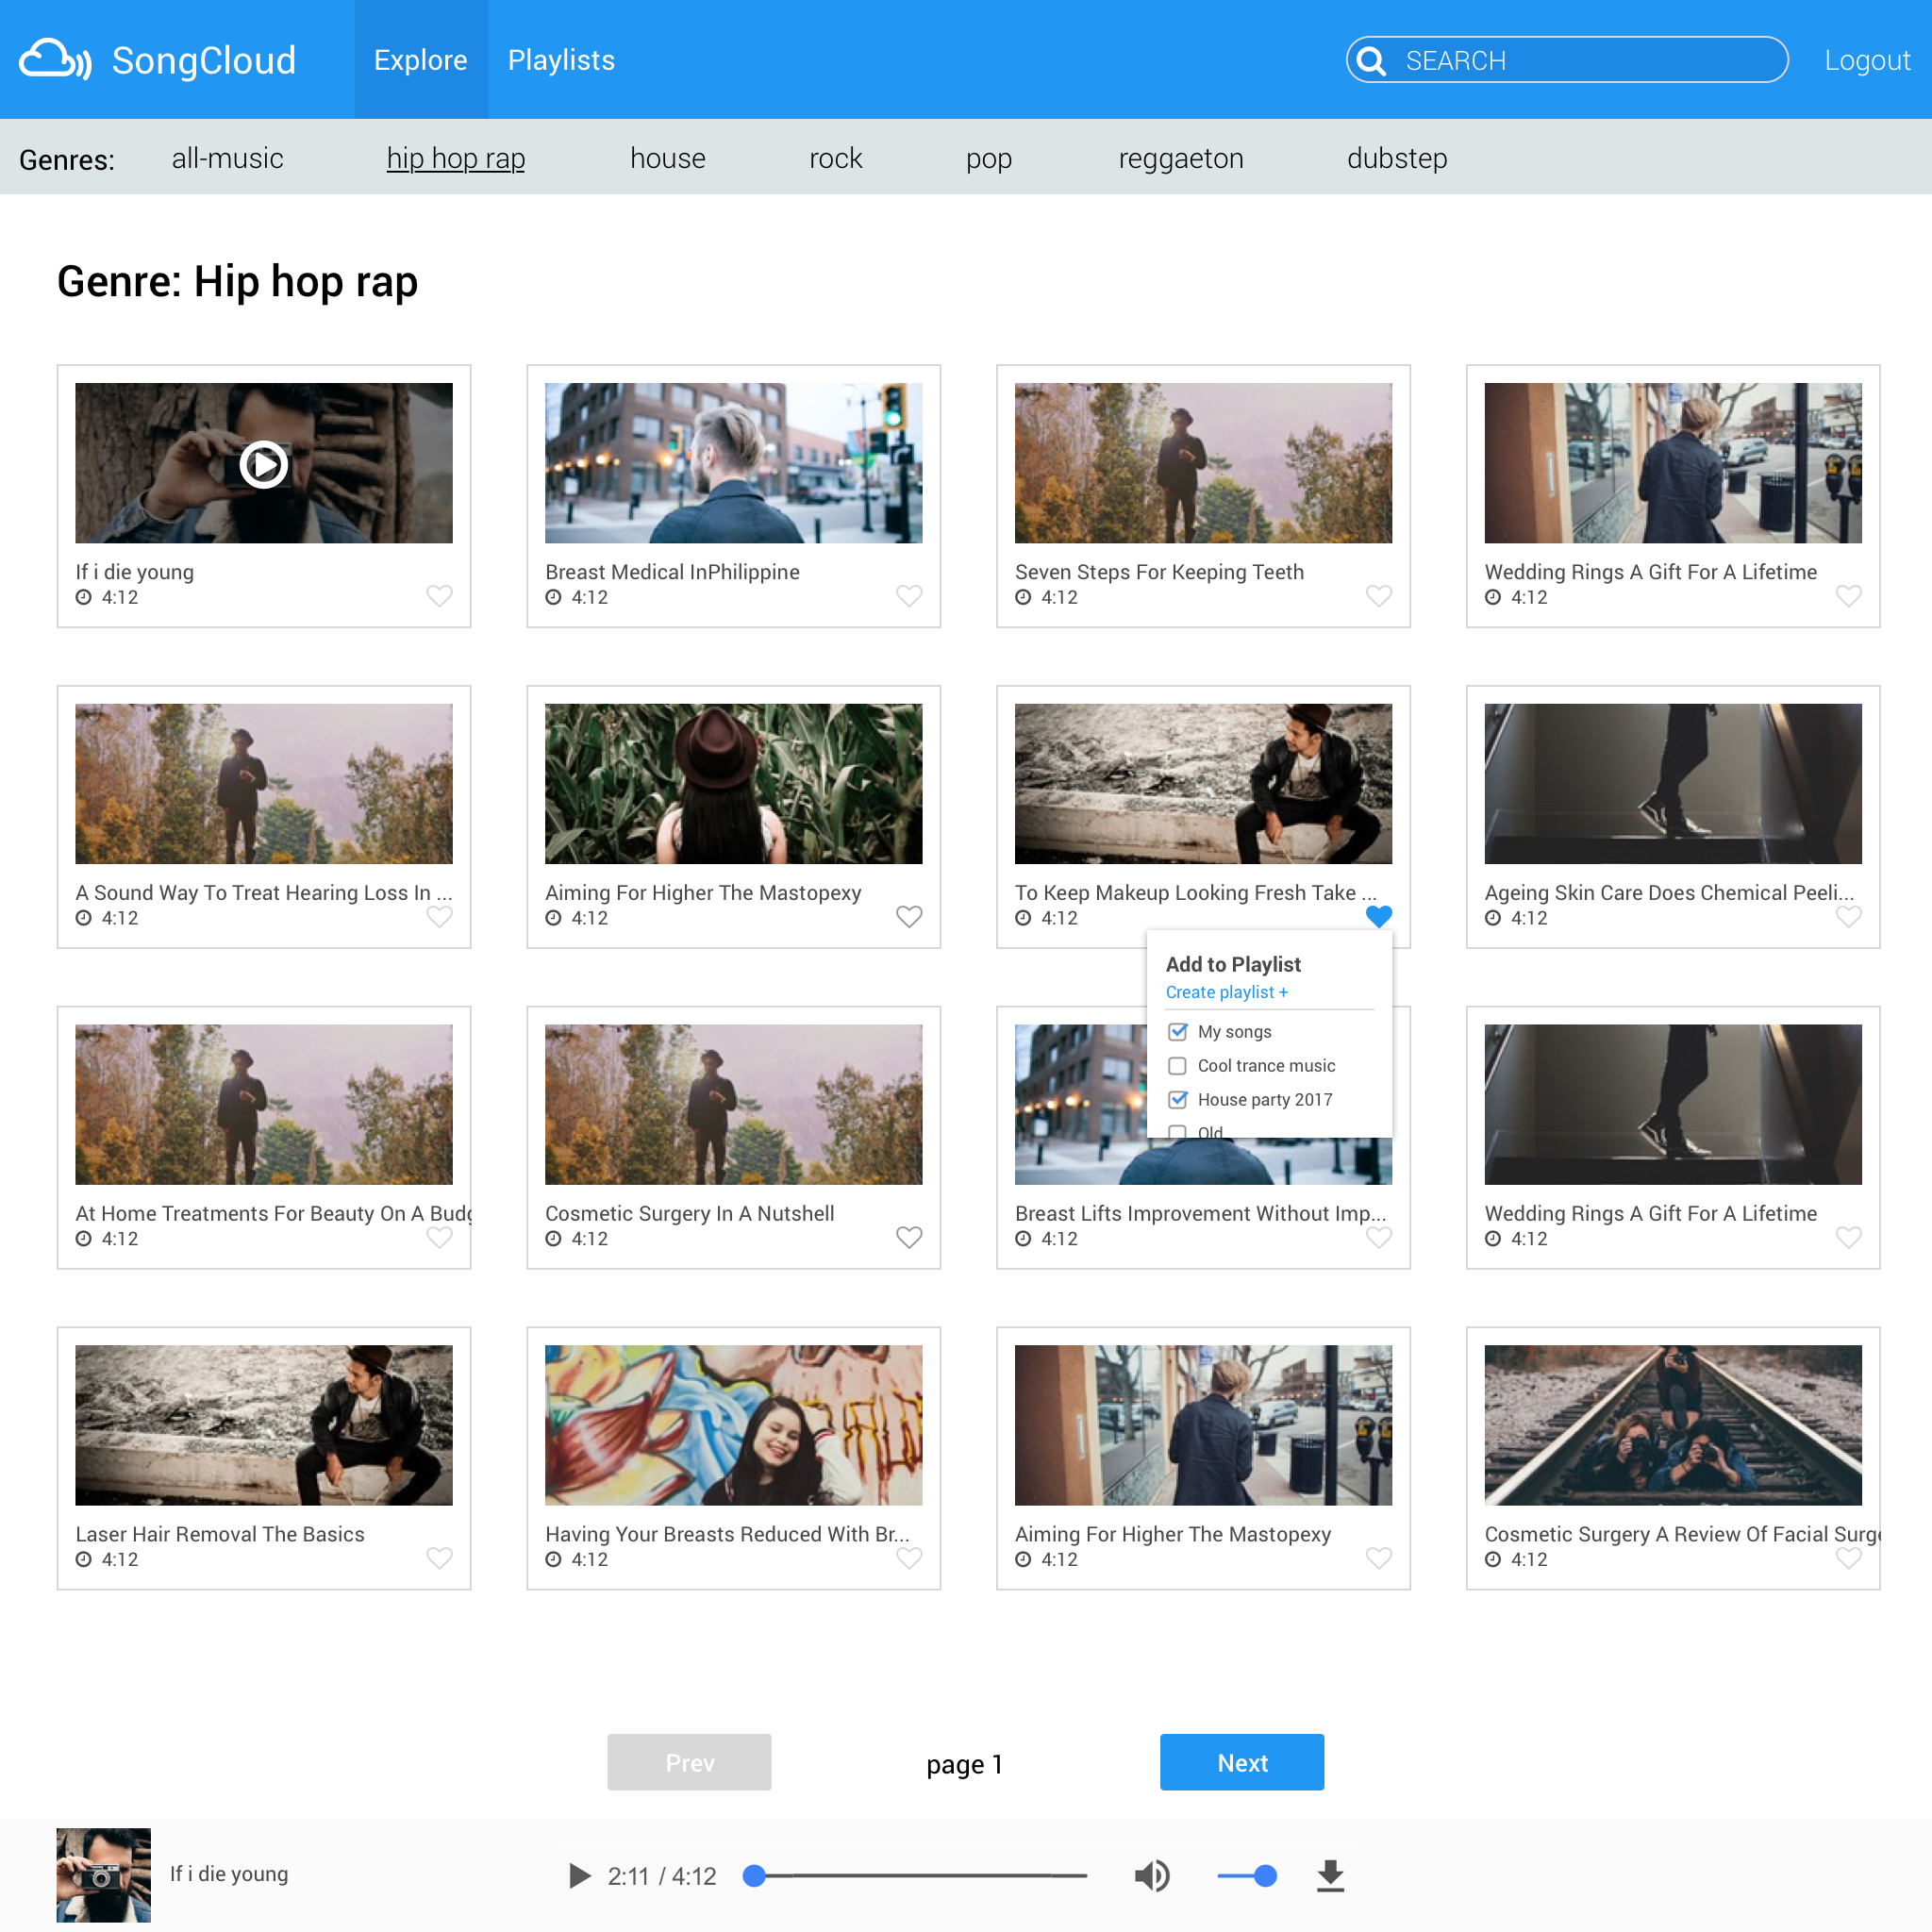 SongCloud
Explore
Playlists
SEARCH
Logout
Genres:
all-music
hip hop rap
house
rock
pop
reggaeton
dubstep
Genre: Hip hop rap
If i die young
4:12
Breast Medical InPhilippine
4:12
Seven Steps For Keeping Teeth
4:12
Wedding Rings A Gift For A Lifetime
4:12
A Sound Way To Treat Hearing Loss In ...
4:12
Aiming For Higher The Mastopexy
4:12
To Keep Makeup Looking Fresh Take ...
4:12
Ageing Skin Care Does Chemical Peeli...
4:12
Add to Playlist
Create playlist +
My songs
Cool trance music
House party 2017
Old
At Home Treatments For Beauty On A Budg
4:12
Cosmetic Surgery In A Nutshell
4:12
Breast Lifts Improvement Without Imp...
4:12
Wedding Rings A Gift For A Lifetime
4:12
Laser Hair Removal The Basics
4:12
Having Your Breasts Reduced With Br...
4:12
Aiming For Higher The Mastopexy
4:12
Cosmetic Surgery A Review Of Facial Surge
4:12
Prev
page 1
Next
If i die young
2:11 / 4:12